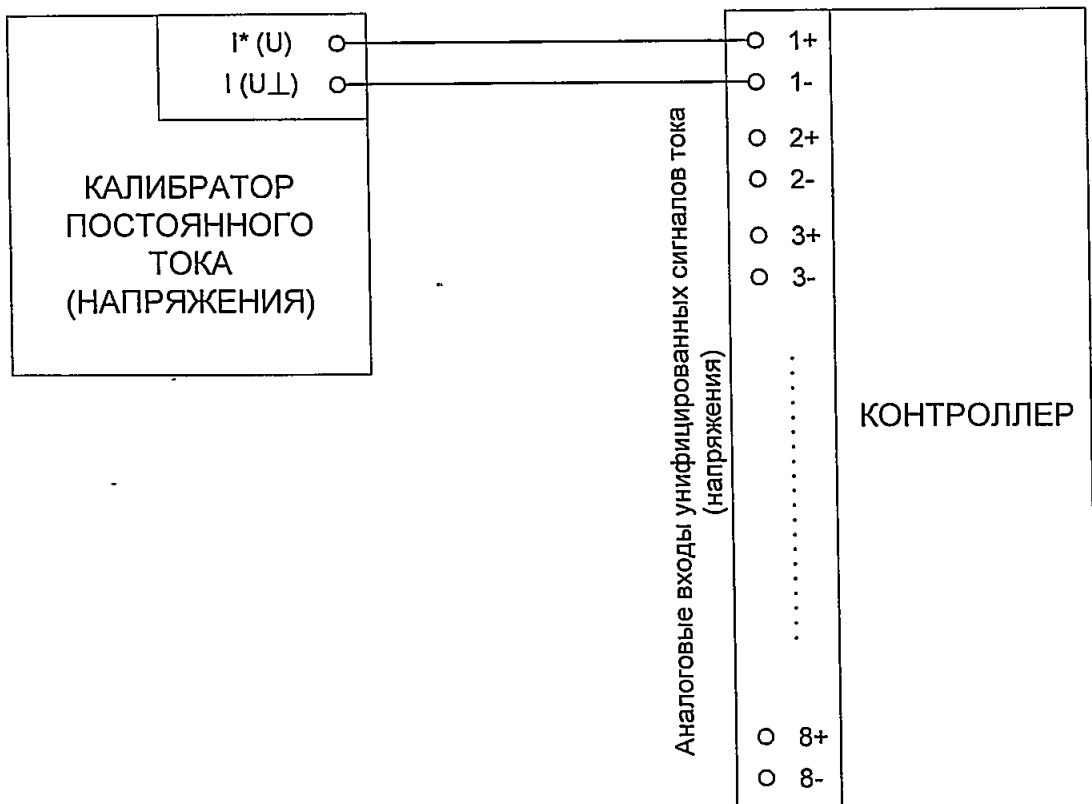 I* (U)
I (U⊥)
КАЛИБРАТОР
ПОСТОЯННОГО
ТОКА
(НАПРЯЖЕНИЯ)
Аналоговые входы унифицированных сигналов тока
(напряжения)
1+
1-
2+
2-
3+
3-
8+
8-
КОНТРОЛЛЕР